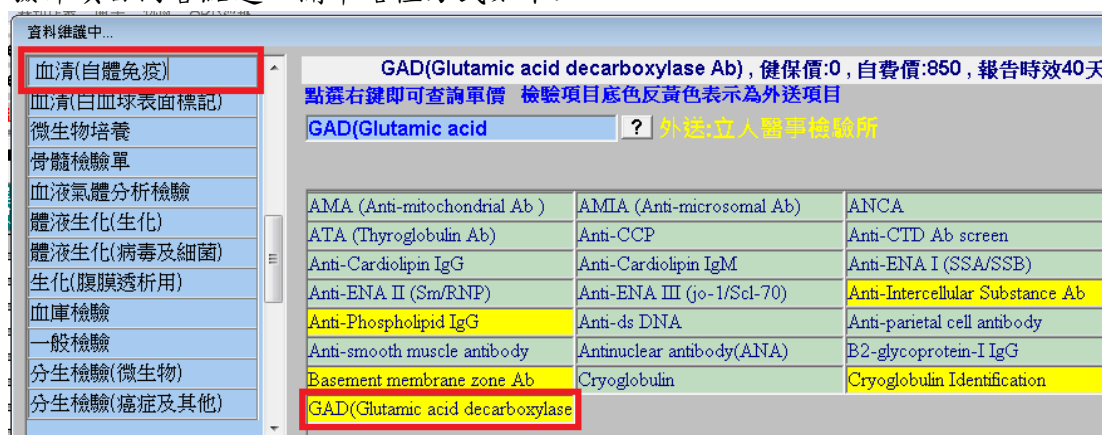 資料維護中...
血清(自體免疫)
血清(白血球表面標記)
微生物培養
骨髓檢驗單
血液氣體分析檢驗
體液生化(生化)
體液生化(病毒及細菌)
生化(腹膜透析用)
血庫檢驗
一般檢驗
分生檢驗(微生物)
分生檢驗(癌症及其他)
GAD(Glutamic acid decarboxylase Ab) , 健保價:0 , 自費價:850 , 報告時效40天
點選右鍵即可查詢單價 檢驗項目底色反黃色表示為外送項目
GAD(Glutamic acid ? 外送:立人醫事檢驗所
AMA (Anti-mitochondrial Ab ) AMIA (Anti-microsomal Ab) ANCA
ATA (Thyroglobulin Ab) Anti-CCP Anti-CTD Ab screen
Anti-Cardiolipin IgG Anti-Cardiolipin IgM Anti-ENA I (SSA/SSB)
Anti-ENA II (Sm/RNP) Anti-ENA III (jo-1/Scl-70) Anti-Intercellular Substance Ab
Anti-Phospholipid IgG Anti-ds DNA Anti-parietal cell antibody
Anti-smooth muscle antibody Antinuclear antibody(ANA) B2-glycoprotein-I IgG
Basement membrane zone Ab Cryoglobulin Cryoglobulin Identification
GAD(Glutamic acid decarboxylase